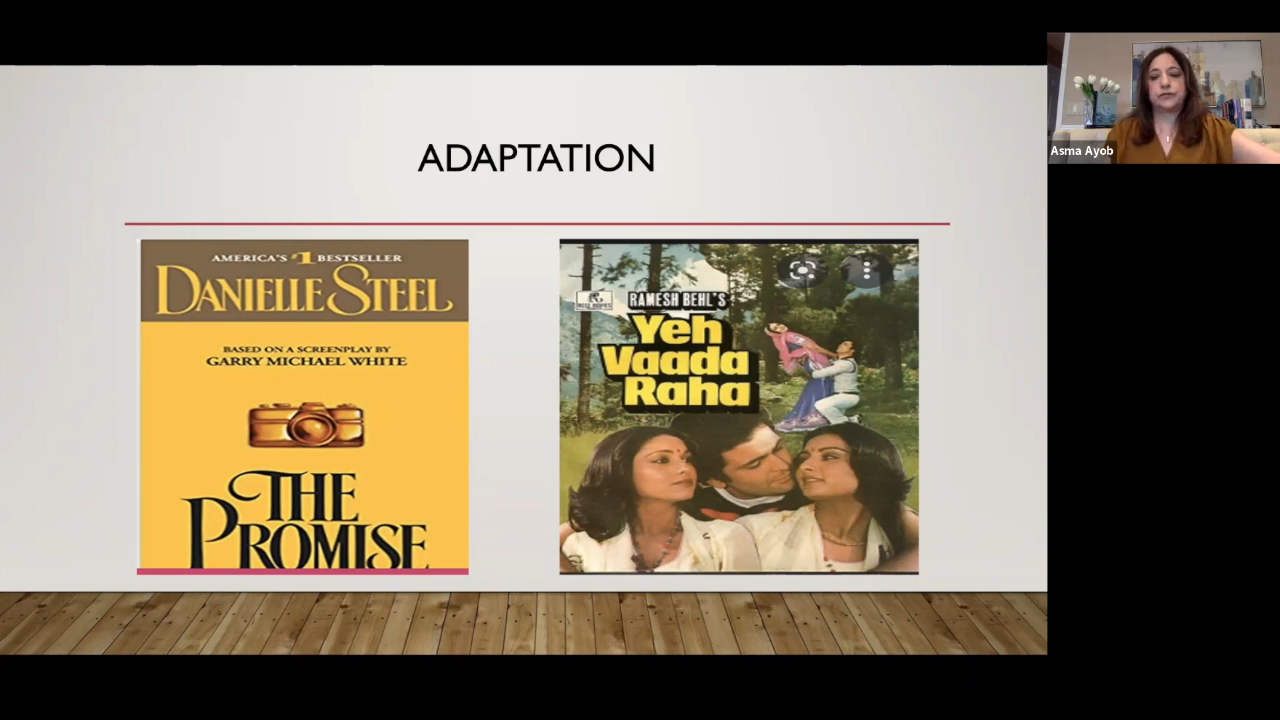 ADAPTATION
AMERICA'S #1 BESTSELLER
DANIELLE STEEL
BASED ON A SCREENPLAY BY
GARRY MICHAEL WHITE
THE
PROMISE
RAMESH BEHL'S
Yeh
Vaada
Raha
Asma Ayob